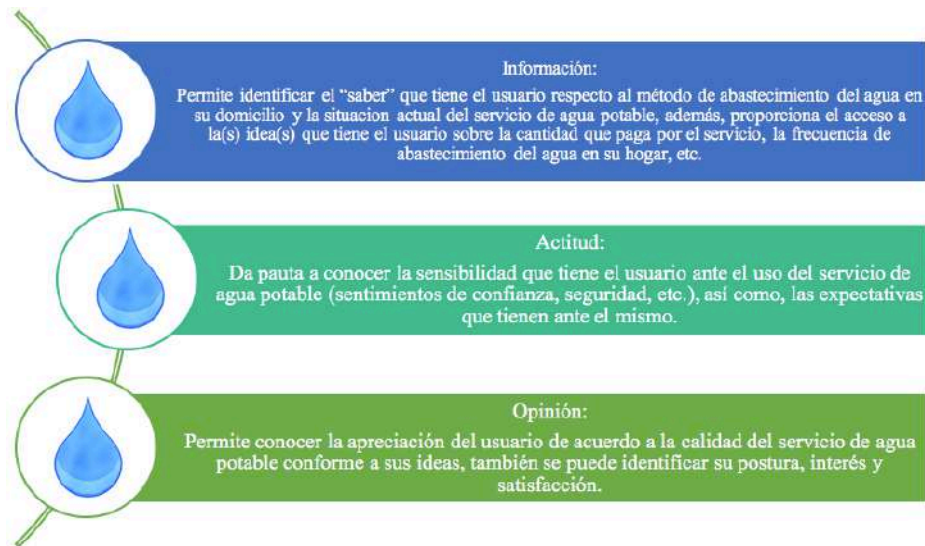 Información:
Permite identificar el “saber” que tiene el usuario respecto al método de abastecimiento del agua en
su domicilio y la situacion actual del servicio de agua potable, además, proporciona el acceso a
la(s) idea(s) que tiene el usuario sobre la cantidad que paga por el servicio, la frecuencia de
abastecimiento del agua en su hogar, etc.
Actitud:
Da pauta a conocer la sensibilidad que tiene el usuario ante el uso del servicio de
agua potable (sentimientos de confianza, seguridad, etc.), así como, las expectativas
que tienen ante el mismo.
Opinión:
Permite conocer la apreciación del usuario de acuerdo a la calidad del servicio de agua
potable conforme a sus ideas, también se puede identificar su postura, interés y
satisfacción.